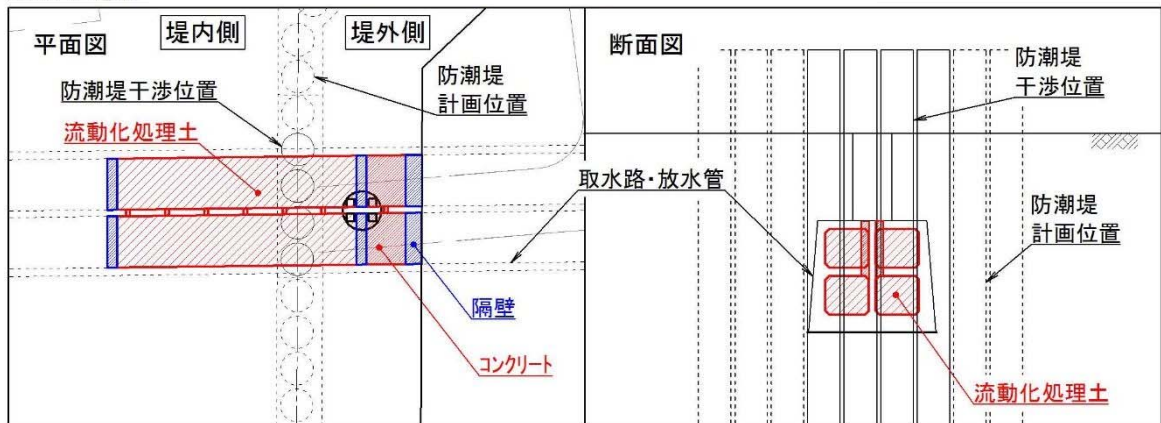 平面図
堤内側
堤外側
防潮堤干渉位置
防潮堤
計画位置
流動化処理土
取水路・放水管
隔壁
コンクリート
断面図
防潮堤
干渉位置
防潮堤
計画位置
流動化処理土